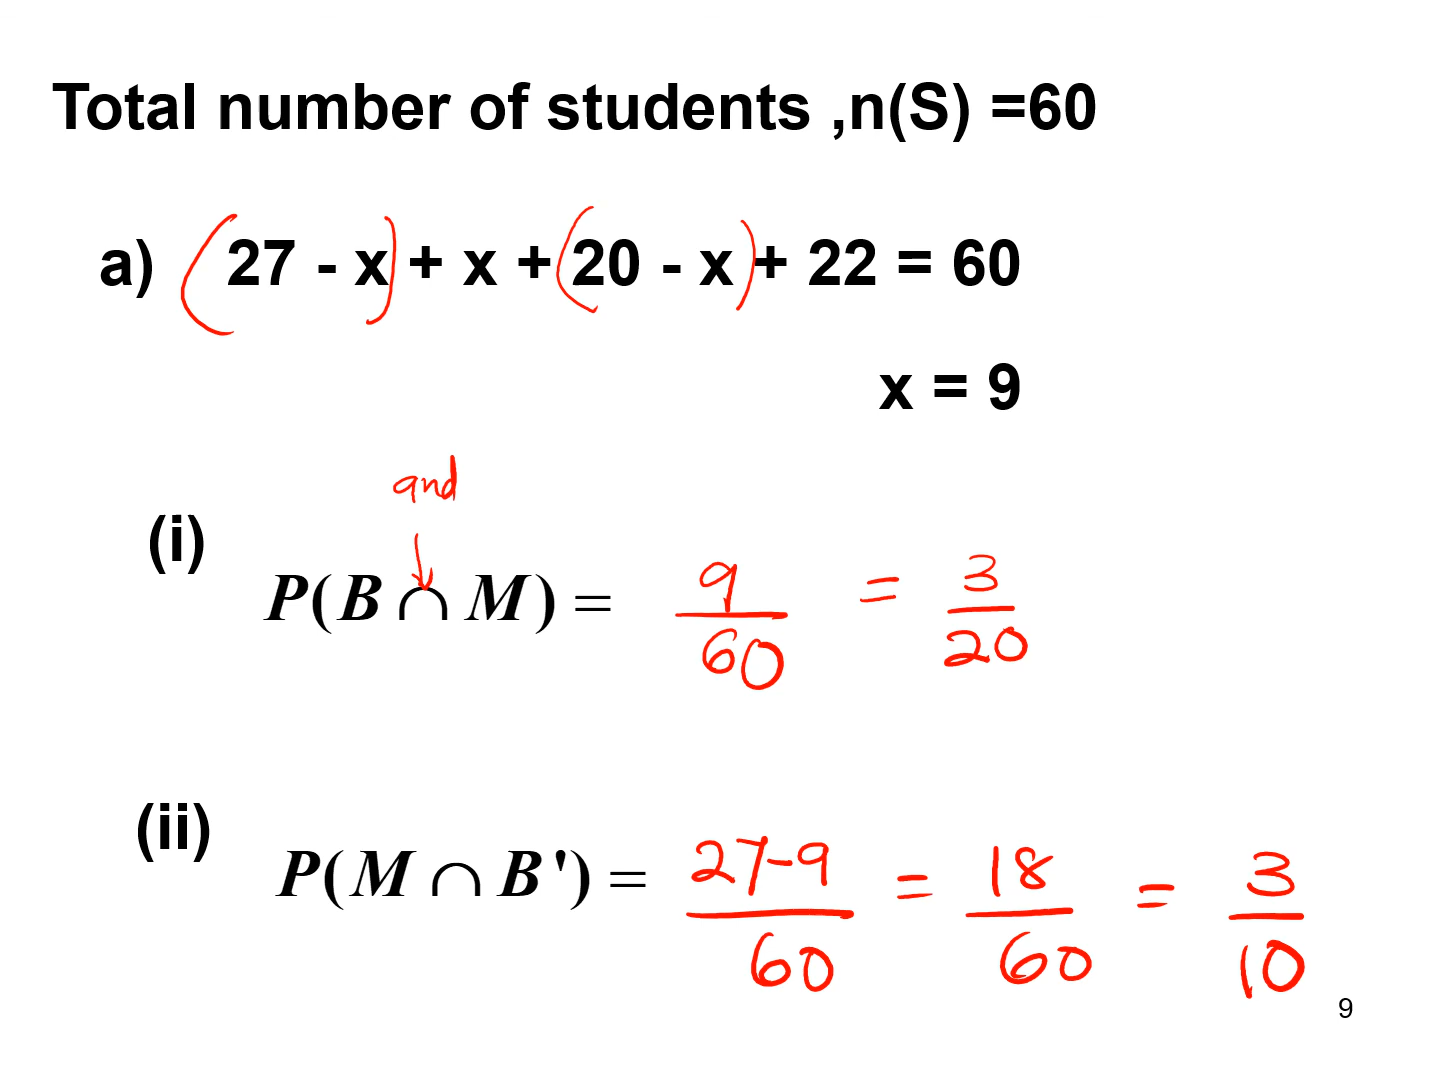 Total number of students ,n(S) =60
a) (27 - x) + x + (20 - x) + 22 = 60
x = 9
and
(i) P(B ∩ M) = 9/60 = 3/20
(ii) P(M ∩ B') = 27-9/60 = 18/60 = 3/10
9